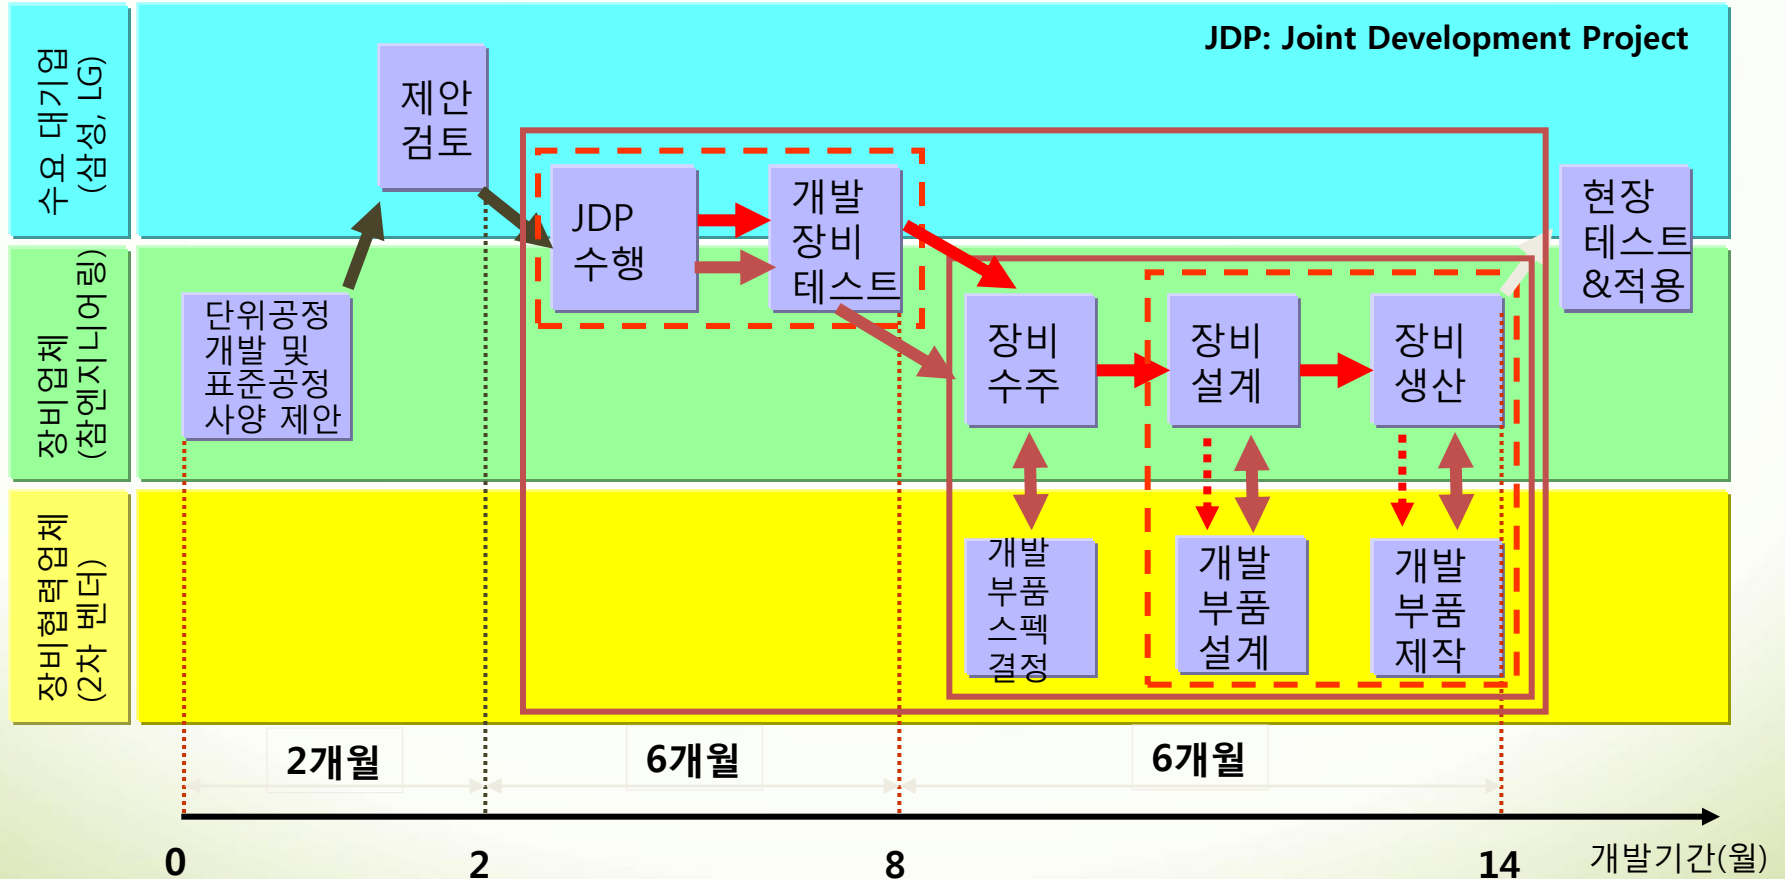 JDP: Joint Development Project
수요 대기업
(삼성, LG)
제안
검토
JDP
수행
개발
장비
테스트
현장
테스트
&적용
장비업체
(참엔지니어링)
단위공정
개발 및
표준공정
사양 제안
장비
수주
장비
설계
장비
생산
장비협력업체
(2차 벤더)
개발
부품
스펙
결정
개발
부품
설계
개발
부품
제작
2개월
6개월
6개월
0
2
8
14
개발기간(월)